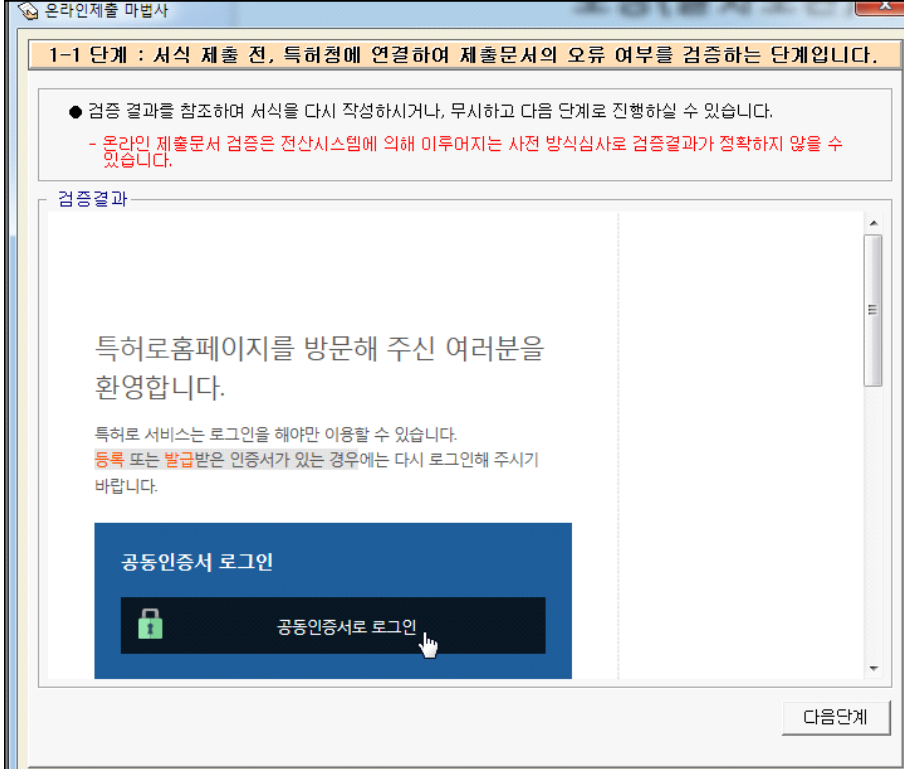 온라인제출 마법사
1-1 단계 : 서식 제출 전, 특허청에 연결하여 제출문서의 오류 여부를 검증하는 단계입니다.
● 검증 결과를 참조하여 서식을 다시 작성하시거나, 무시하고 다음 단계로 진행하실 수 있습니다.
- 온라인 제출문서 검증은 전산시스템에 의해 이루어지는 사전 방식심사로 검증결과가 정확하지 않을 수
있습니다.
검증결과
특허로홈페이지를 방문해 주신 여러분을
환영합니다.
특허로 서비스는 로그인을 해야만 이용할 수 있습니다.
등록 또는 발급받은 인증서가 있는 경우에는 다시 로그인해 주시기
바랍니다.
공동인증서 로그인
공동인증서로 로그인
다음단계